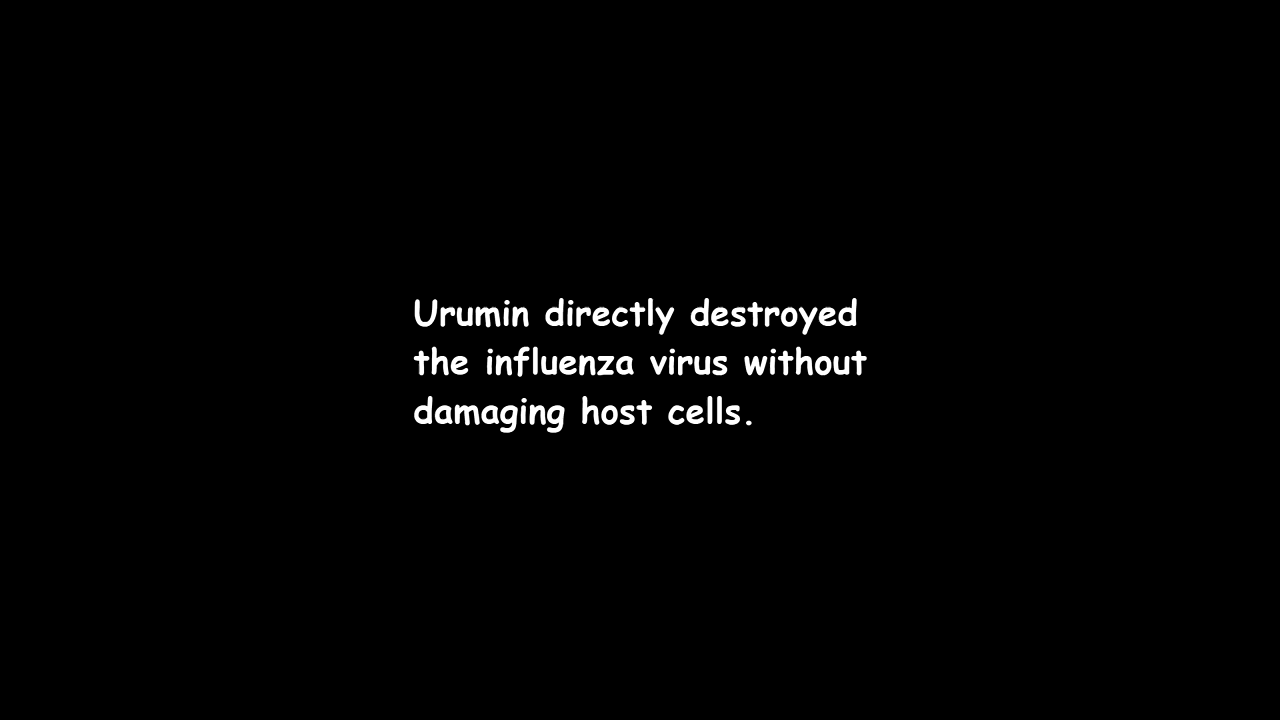 Urumin directly destroyed
the influenza virus without
damaging host cells.